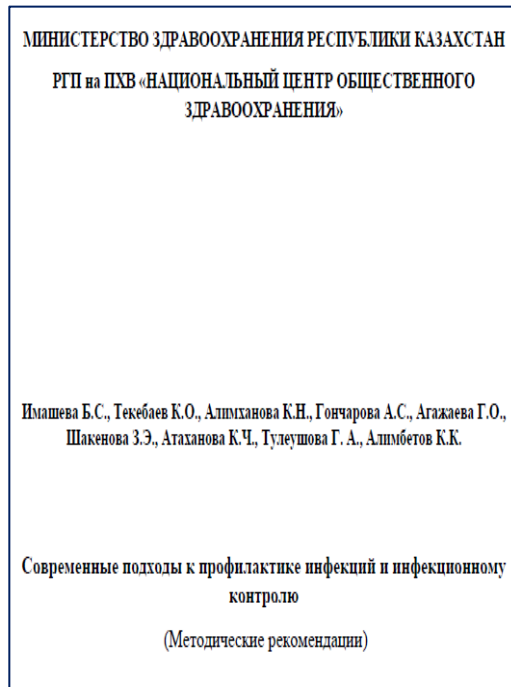 МИНИСТЕРСТВО ЗДРАВООХРАНЕНИЯ РЕСПУБЛИКИ КАЗАХСТАН
РГП на ПХВ «НАЦИОНАЛЬНЫЙ ЦЕНТР ОБЩЕСТВЕННОГО
ЗДРАВООХРАНЕНИЯ»
Имашева Б.С., Текебаев К.О., Алимханова К.Н., Гончарова А.С., Агажаева Г.О.,
Шакенова З.Э., Атаханова К.Ч., Тулеушова Г. А., Алимбетов К.К.
Современные подходы к профилактике инфекций и инфекционному
контролю
(Методические рекомендации)